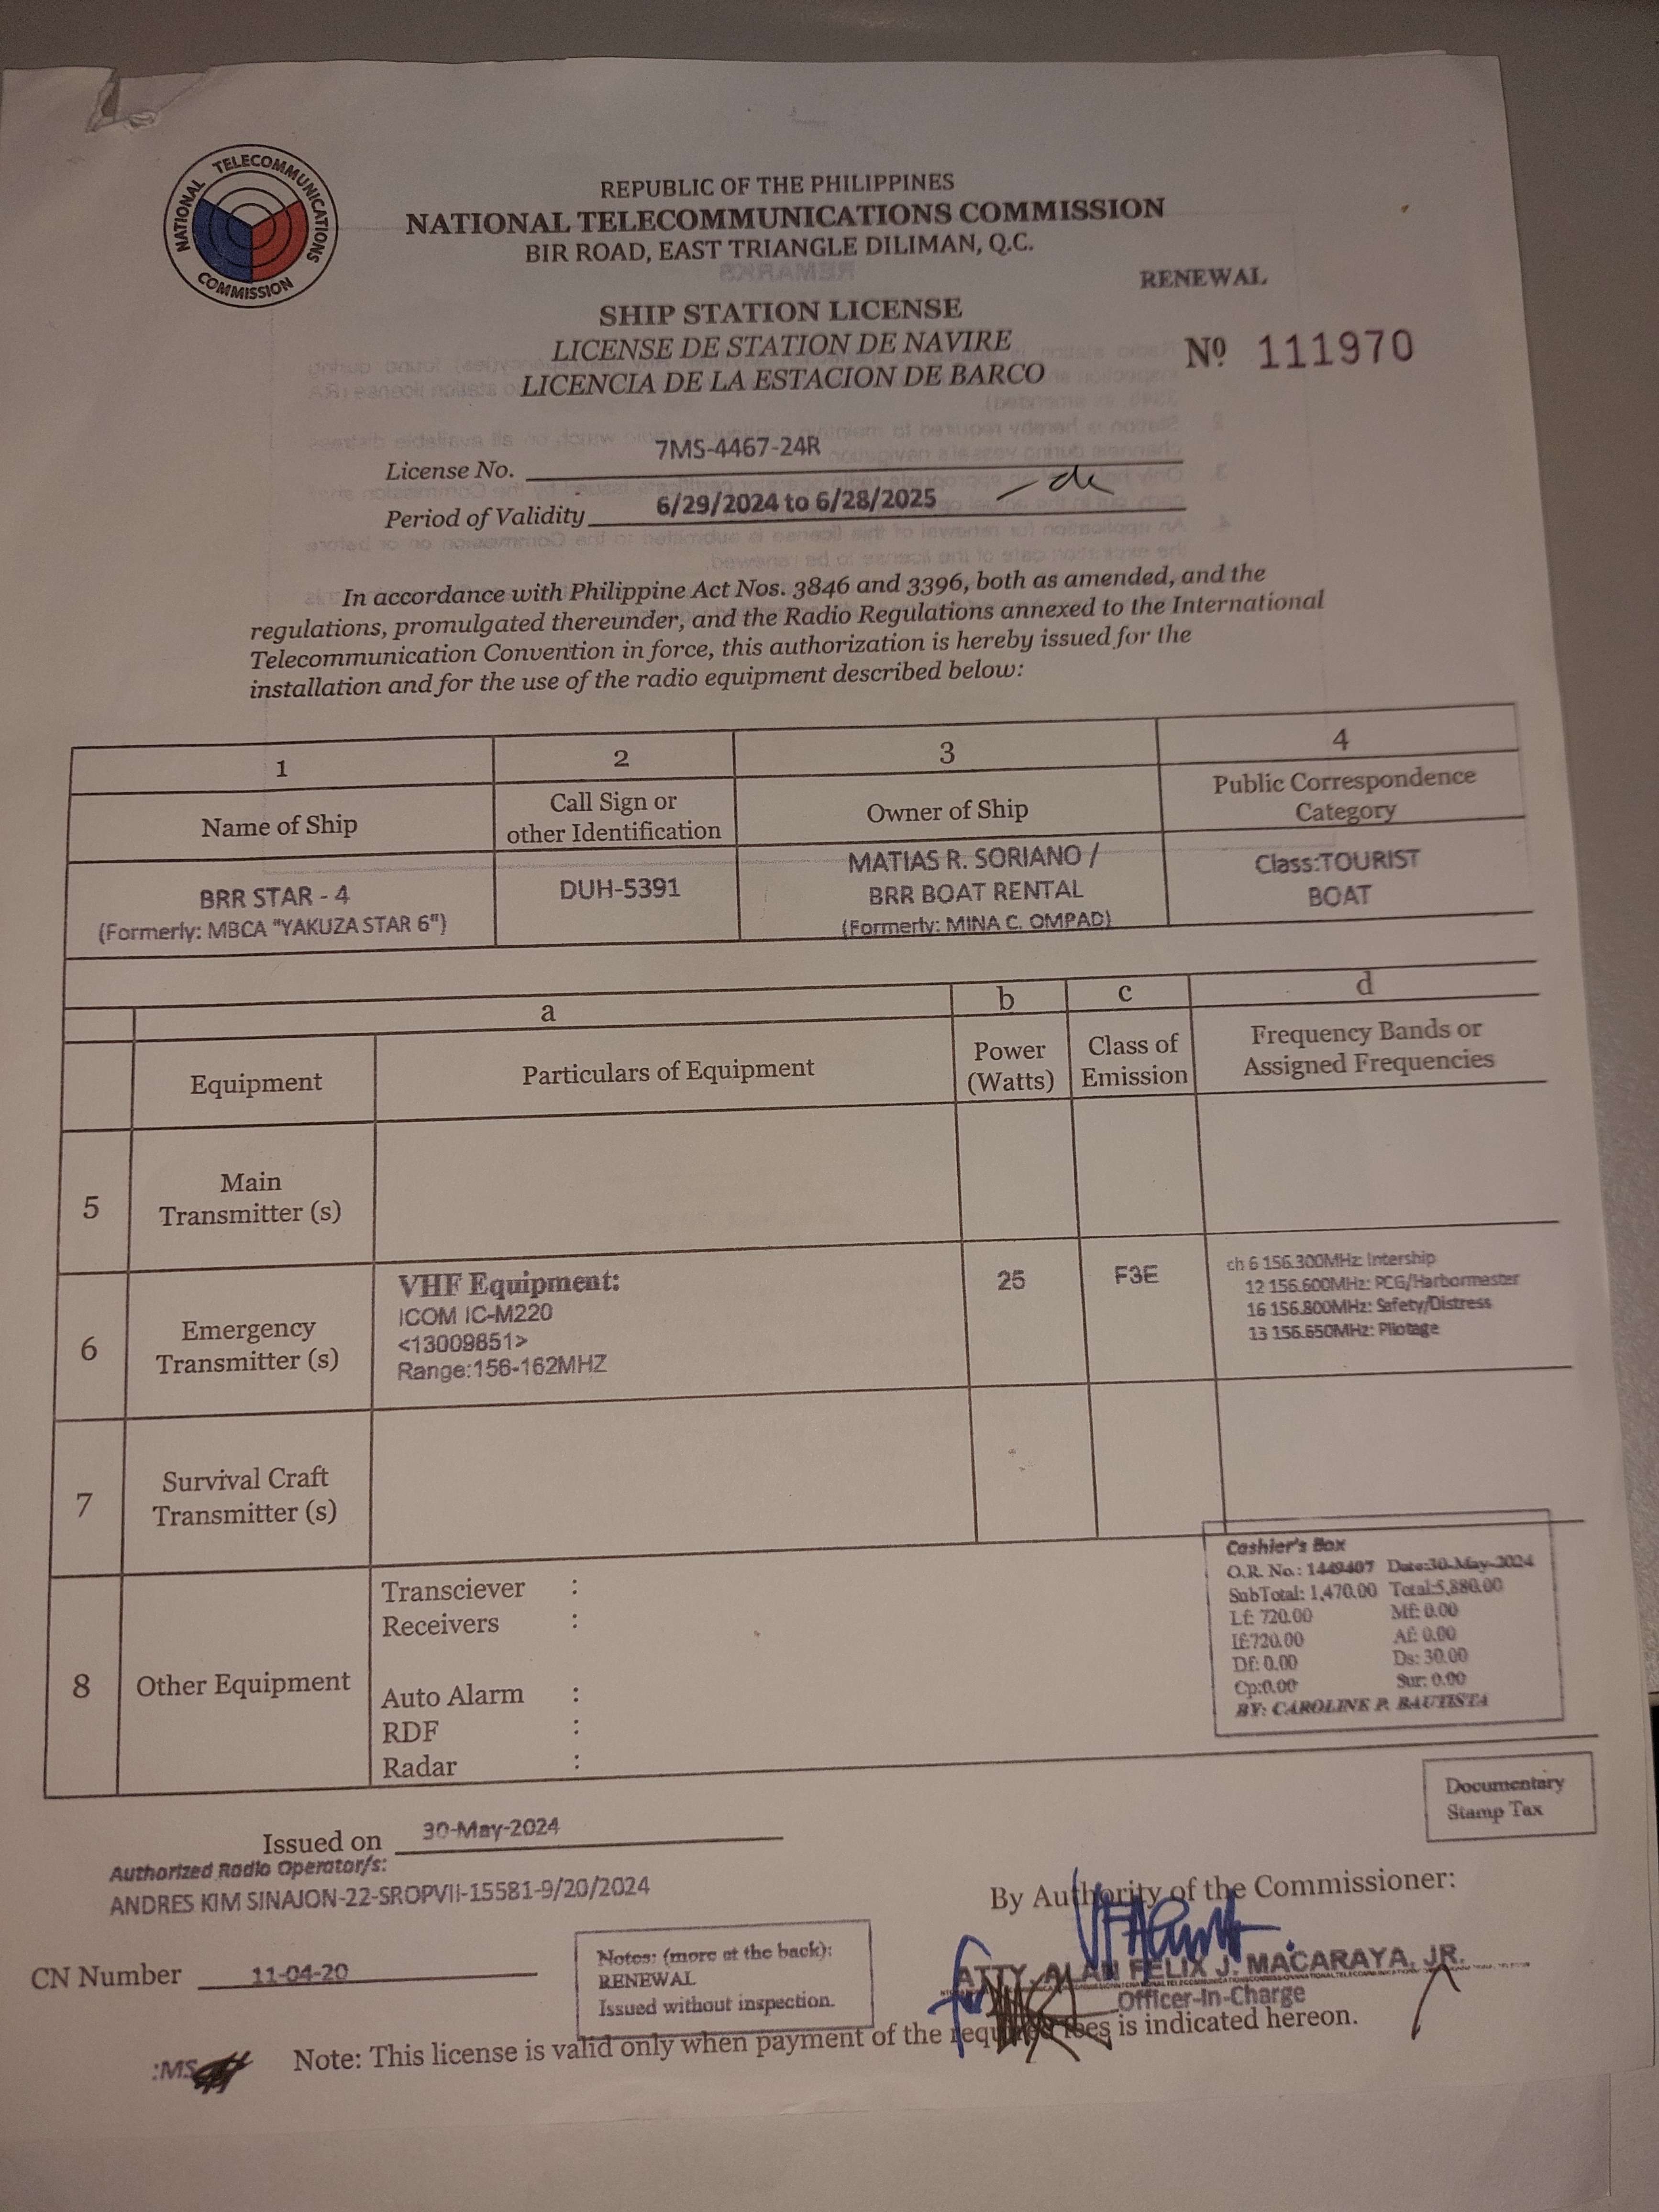 NATIONAL TELECOMMUNICATIONS COMMISSION
REPUBLIC OF THE PHILIPPINES
NATIONAL TELECOMMUNICATIONS COMMISSION
BIR ROAD, EAST TRIANGLE DILIMAN, Q.C.
RENEWAL
SHIP STATION LICENSE
LICENSE DE STATION DE NAVIRE
LICENCIA DE LA ESTACION DE BARCO
Nº 111970
License No. 7MS-4467-24R
Period of Validity 6/29/2024 to 6/28/2025
In accordance with Philippine Act Nos. 3846 and 3396, both as amended, and the
regulations, promulgated thereunder, and the Radio Regulations annexed to the International
Telecommunication Convention in force, this authorization is hereby issued for the
installation and for the use of the radio equipment described below:
1 2 3 4
Name of Ship
Call Sign or
other Identification
Owner of Ship
Public Correspondence
Category
BRR STAR - 4
(Formerly: MBCA "YAKUZA STAR 6")
DUH-5391
MATIAS R. SORIANO /
BRR BOAT RENTAL
(Formerly: MINA C. OMPAD)
Class:TOURIST
BOAT
a b c d
Equipment
Particulars of Equipment
Power
(Watts)
Class of
Emission
Frequency Bands or
Assigned Frequencies
5
Main
Transmitter (s)
6
Emergency
Transmitter (s)
VHF Equipment:
ICOM IC-M220
<13009851>
Range:156-162MHZ
25
F3E
ch 6 156.300MHz: Intership
12 156.600MHz: PCG/Harbormaster
16 156.800MHz: Safety/Distress
13 156.650MHz: Pliotage
7
Survival Craft
Transmitter (s)
8
Other Equipment
Transciever :
Receivers :
Auto Alarm :
RDF :
Radar :
Cashier's Box
O.R. No.: 1449407 Date:30-May-2024
SubTotal: 1,470.00 Total:5,880.00
Lf: 720.00 Mf: 0.00
If:720.00 Af: 0.00
Df: 0.00 Ds: 30.00
Cp:0.00 Sur: 0.00
BY: CAROLINE P. BAUTISTA
Documentary
Stamp Tax
Issued on 30-May-2024
Authorized Radio Operator/s:
ANDRES KIM SINAJON-22-SROPVII-15581-9/20/2024
By Authority of the Commissioner:
CN Number 11-04-20
Notes: (more at the back):
RENEWAL
Issued without inspection.
ATTY. ALAN FELIX J. MACARAYA, JR.
Officer-In-Charge
Note: This license is valid only when payment of the required fees is indicated hereon.
:MS